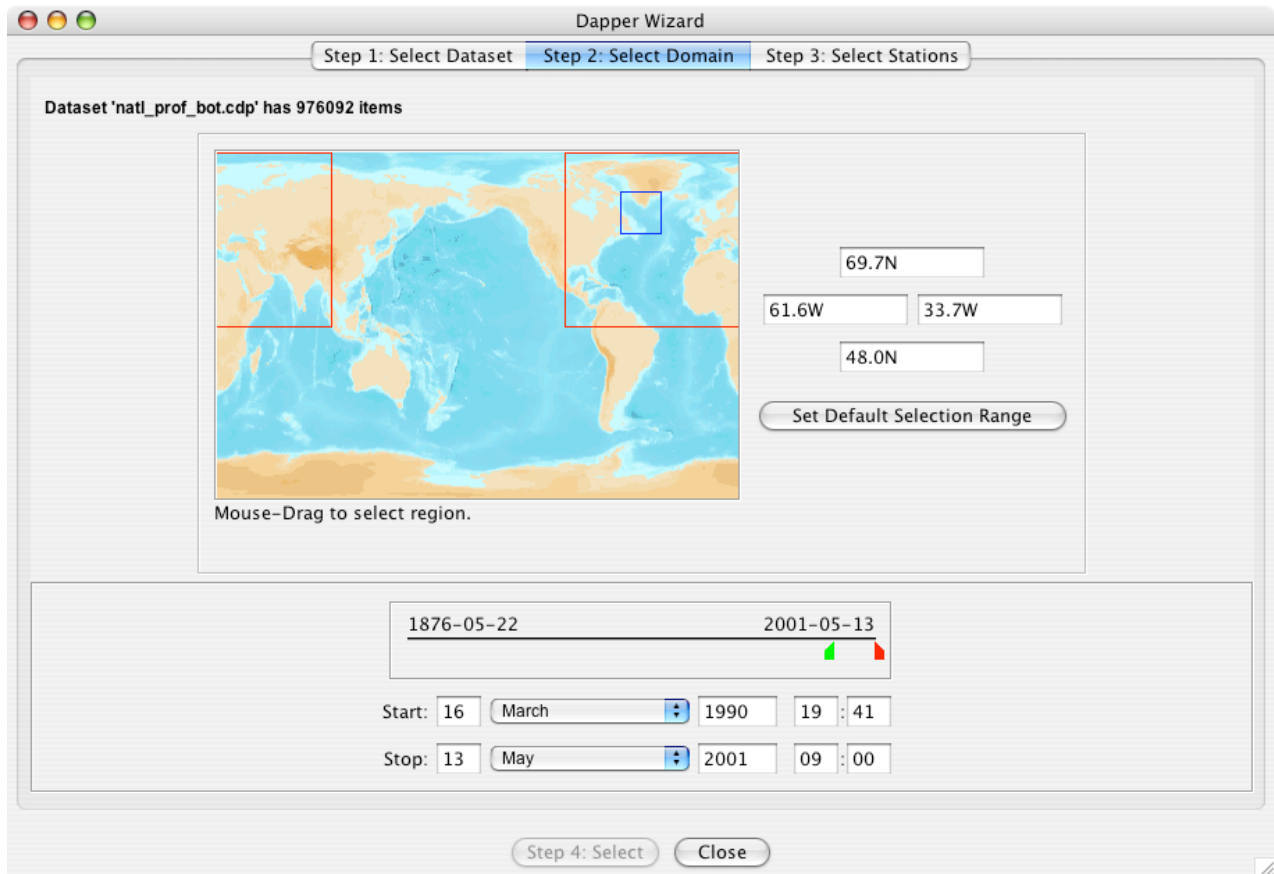 Dapper Wizard
Step 1: Select Dataset Step 2: Select Domain Step 3: Select Stations
Dataset 'natl_prof_bot.cdp' has 976092 items
69.7N
61.6W 33.7W
48.0N
Set Default Selection Range
Mouse-Drag to select region.
1876-05-22 2001-05-13
Start: 16 March 1990 19 : 41
Stop: 13 May 2001 09 : 00
Step 4: Select Close